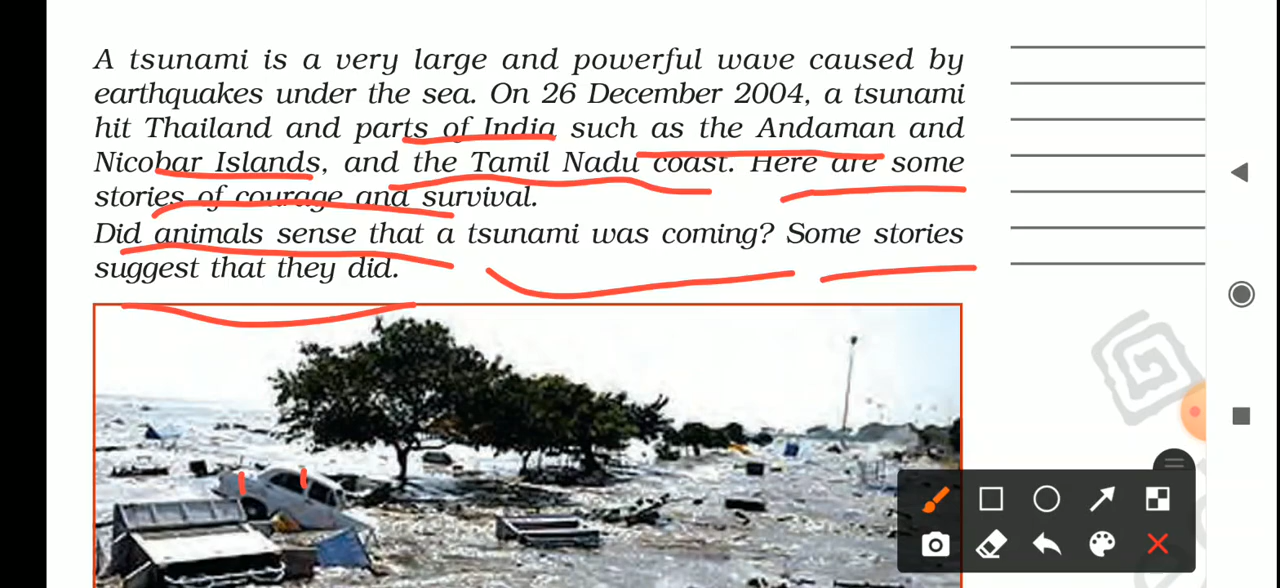 A tsunami is a very large and powerful wave caused by
earthquakes under the sea. On 26 December 2004, a tsunami
hit Thailand and parts of India such as the Andaman and
Nicobar Islands, and the Tamil Nadu coast. Here are some
stories of courage and survival.
Did animals sense that a tsunami was coming? Some stories
suggest that they did.